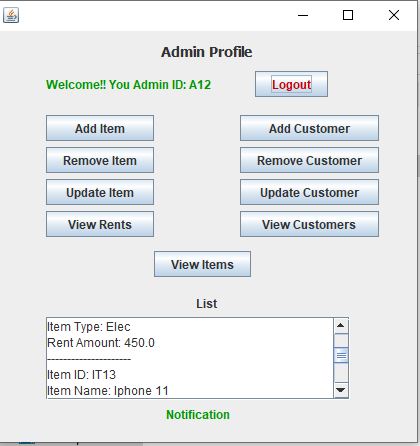 Admin Profile
Welcome!! You Admin ID: A12
Logout
Add Item
Add Customer
Remove Item
Remove Customer
Update Item
Update Customer
View Rents
View Customers
View Items
List
Item Type: Elec
Rent Amount: 450.0
---------------------
Item ID: IT13
Item Name: Iphone 11
Notification